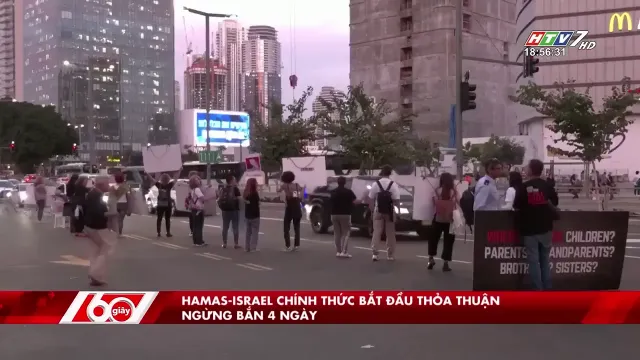 HTV7 HD
18:56:31
M
CHILDREN?
PARENTS? GRANDPARENTS?
BROTHERS? SISTERS?
60 giây
HAMAS-ISRAEL CHÍNH THỨC BẮT ĐẦU THỎA THUẬN
NGỪNG BẮN 4 NGÀY